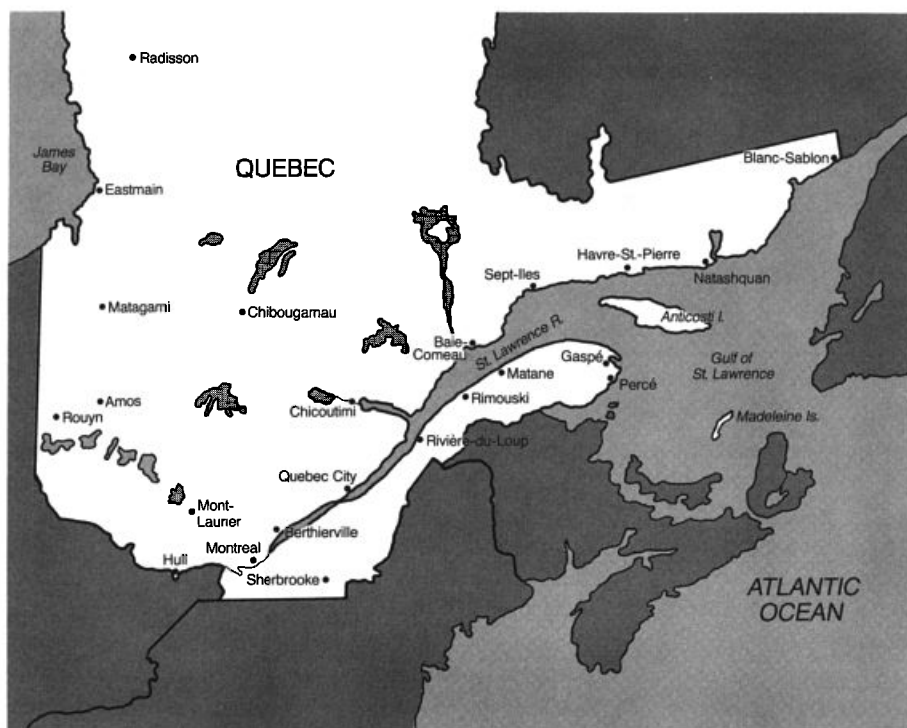 Radisson
James
Bay
QUEBEC
Blanc-Sablon
Eastmain
Havre-St.-Pierre
Sept-Iles
Natashquan
Matagami
Chibougamau
Anticosti I.
Baie-
Comeau
St. Lawrence R.
Gaspé
Gulf of
St. Lawrence
Matane
Percé
Amos
Chicoutimi
Rimouski
Rouyn
Madeleine Is.
Rivière-du-Loup
Quebec City
Mont-
Laurier
Berthierville
Montreal
Hull
Sherbrooke
ATLANTIC
OCEAN